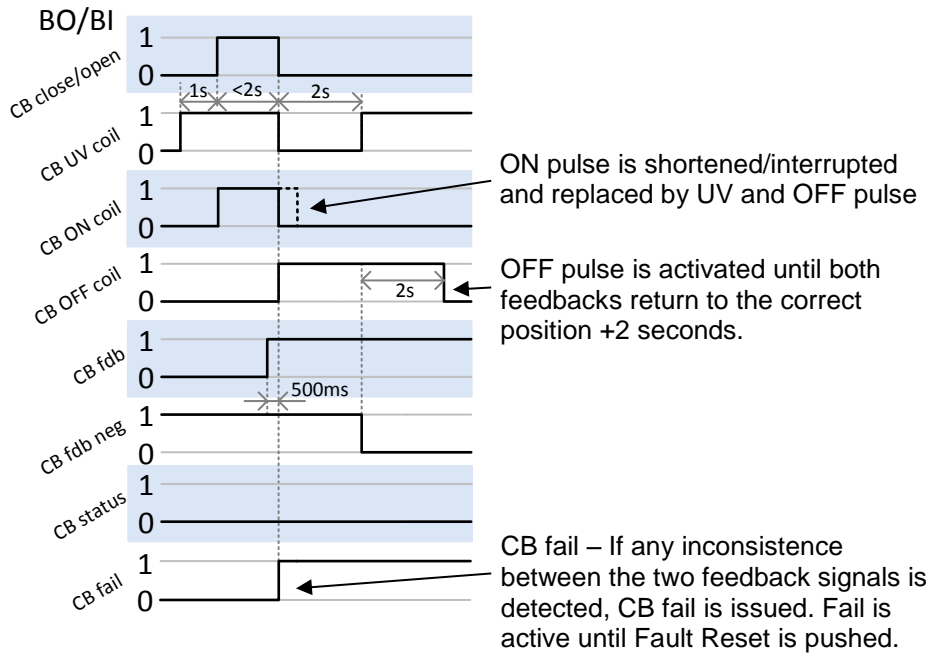 BO/BI
CB close/open
1
0
1s
<2s
2s
CB UV coil
1
0
ON pulse is shortened/interrupted
and replaced by UV and OFF pulse
CB ON coil
1
0
CB OFF coil
1
0
2s
OFF pulse is activated until both
feedbacks return to the correct
position +2 seconds.
CB fdb
1
0
500ms
CB fdb neg
1
0
CB status
1
0
CB fail
1
0
CB fail – If any inconsistence
between the two feedback signals is
detected, CB fail is issued. Fail is
active until Fault Reset is pushed.